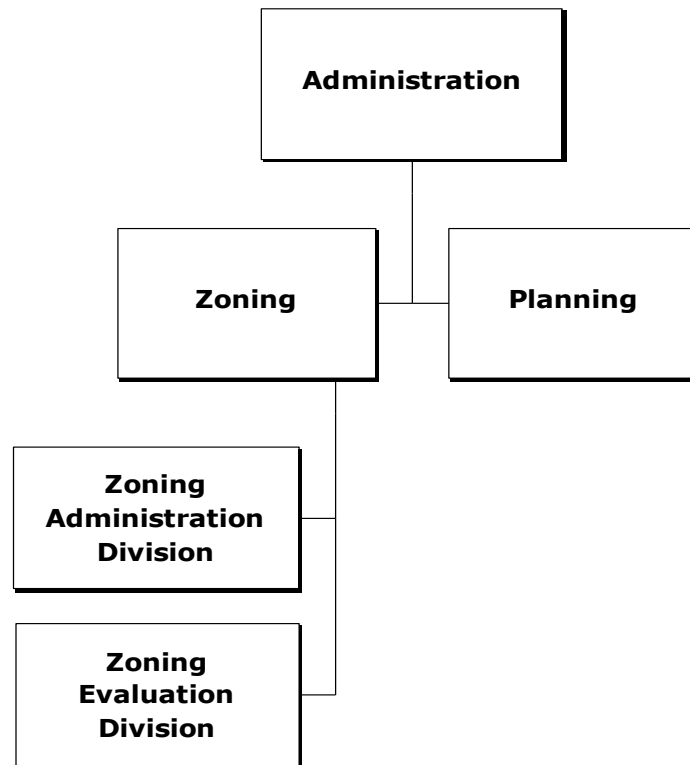 Administration
Zoning
Planning
Zoning
Administration
Division
Zoning
Evaluation
Division